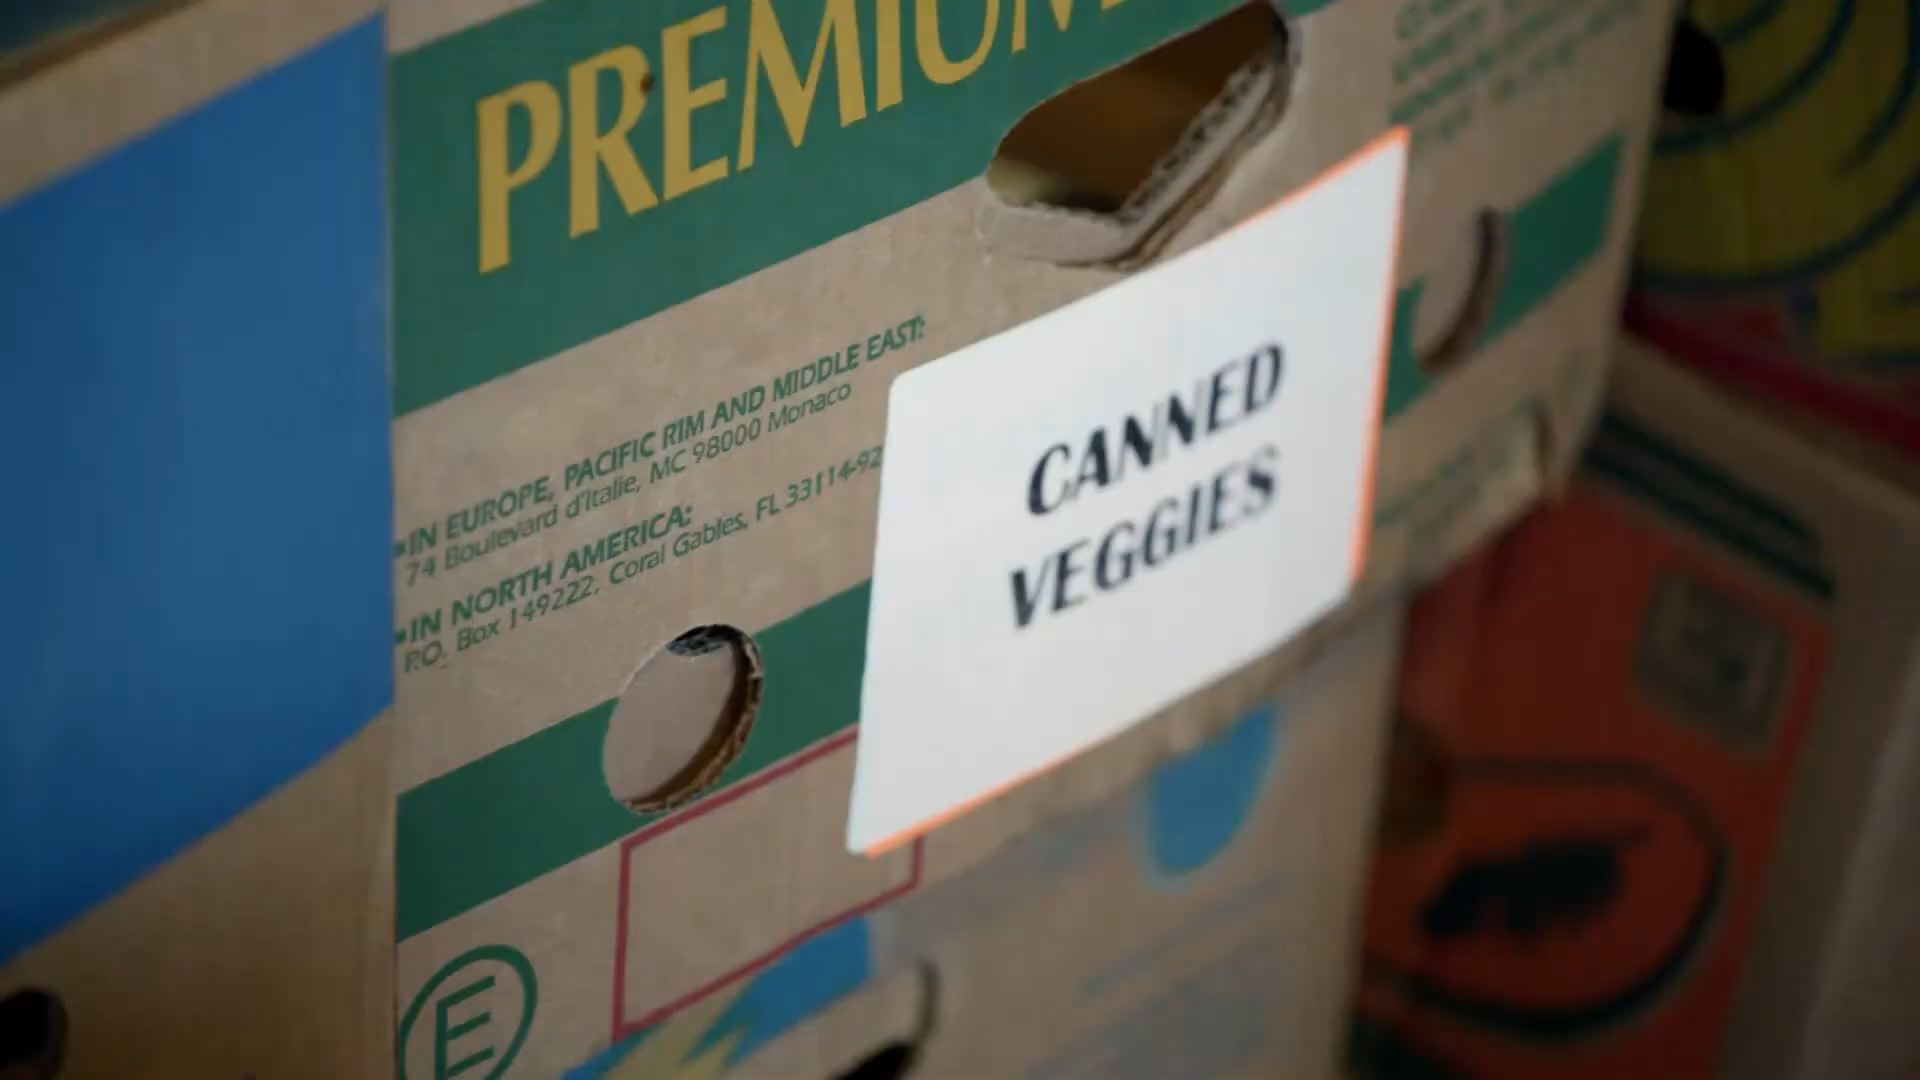 PREMIUM
•IN EUROPE, PACIFIC RIM AND MIDDLE EAST:
74 Boulevard d'Italie, MC 98000 Monaco
•IN NORTH AMERICA:
P.O. Box 149222, Coral Gables, FL 33114-92
CANNED
VEGGIES
E